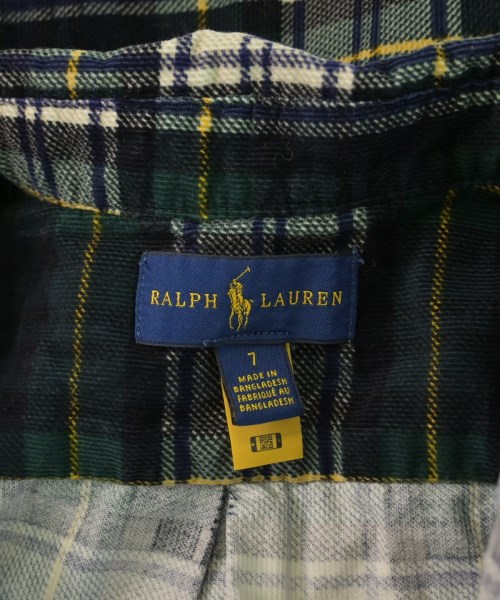 RALPH LAUREN
7
MADE IN
BANGLADESH
FABRIQUÉ AU
BANGLADESH